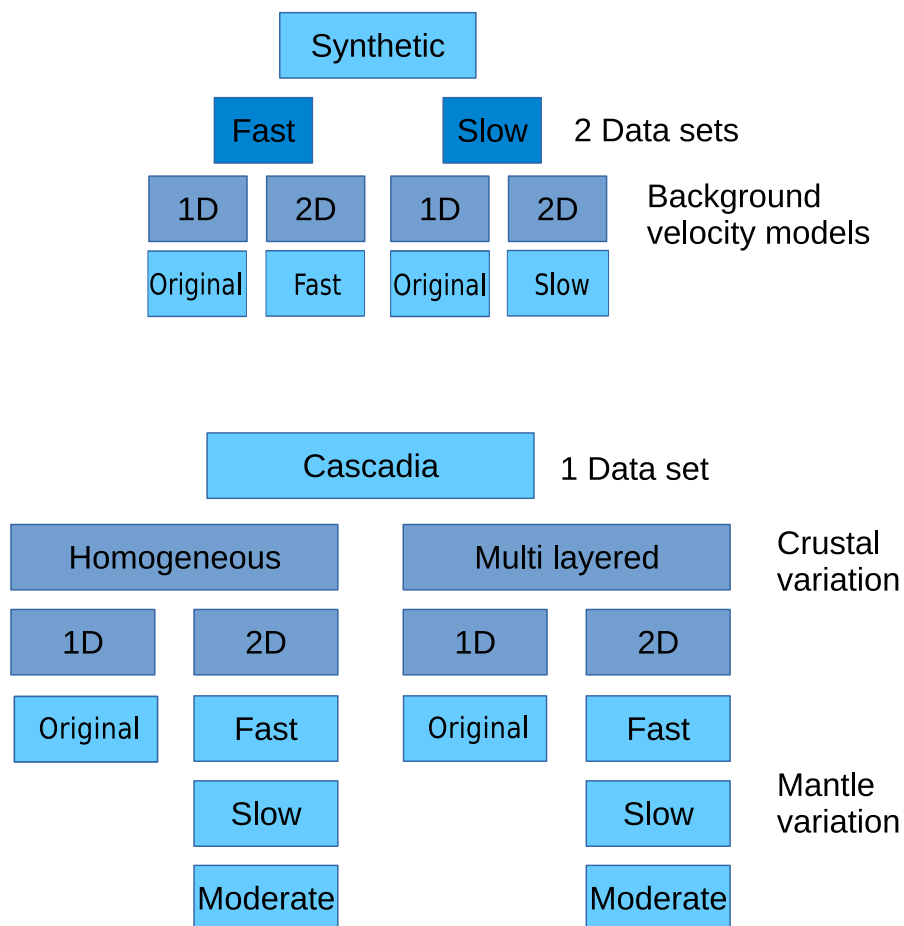 Synthetic
Fast Slow 2 Data sets
1D 2D 1D 2D Background
velocity models
Original Fast Original Slow
Cascadia 1 Data set
Homogeneous Multi layered Crustal
variation
1D 2D 1D 2D
Original Fast Original Fast
Slow Slow Mantle
variation
Moderate Moderate